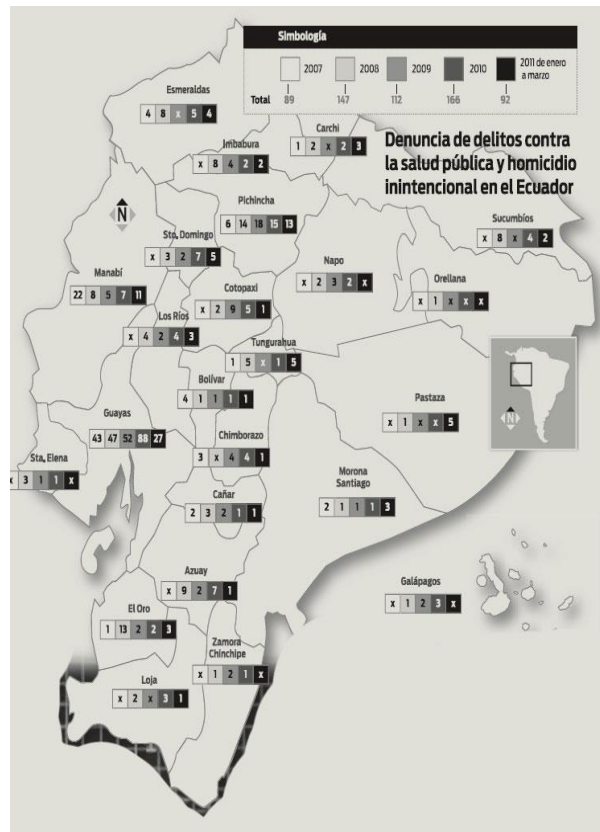 Simbología
2007 2008 2009 2010 2011 de enero a marzo
Total 89 147 112 166 92
Denuncia de delitos contra
la salud pública y homicidio
inintencional en el Ecuador
Esmeraldas
4 8 x 5 4
Carchi
1 2 x 2 3
Imbabura
x 8 4 2 2
Pichincha
6 14 18 15 13
N
Sucumbíos
x 8 x 4 2
Sto. Domingo
x 3 2 7 5
Napo
x 2 3 2 x
Orellana
x 1 x x x
Manabí
22 8 5 7 11
Cotopaxi
x 2 9 5 1
Los Ríos
x 4 2 4 3
Tungurahua
1 5 x 1 5
Bolívar
4 1 1 1 1
Pastaza
x 1 x x 5
N
Guayas
43 47 52 88 27
Chimborazo
3 x 4 4 1
Sta. Elena
x 3 1 1 x
Morona
Santiago
2 1 1 1 3
Cañar
2 3 2 1 1
Azuay
x 9 2 7 1
Galápagos
x 1 2 3 x
El Oro
1 13 2 2 3
Zamora
Chinchipe
x 1 2 1 x
Loja
x 2 x 3 1